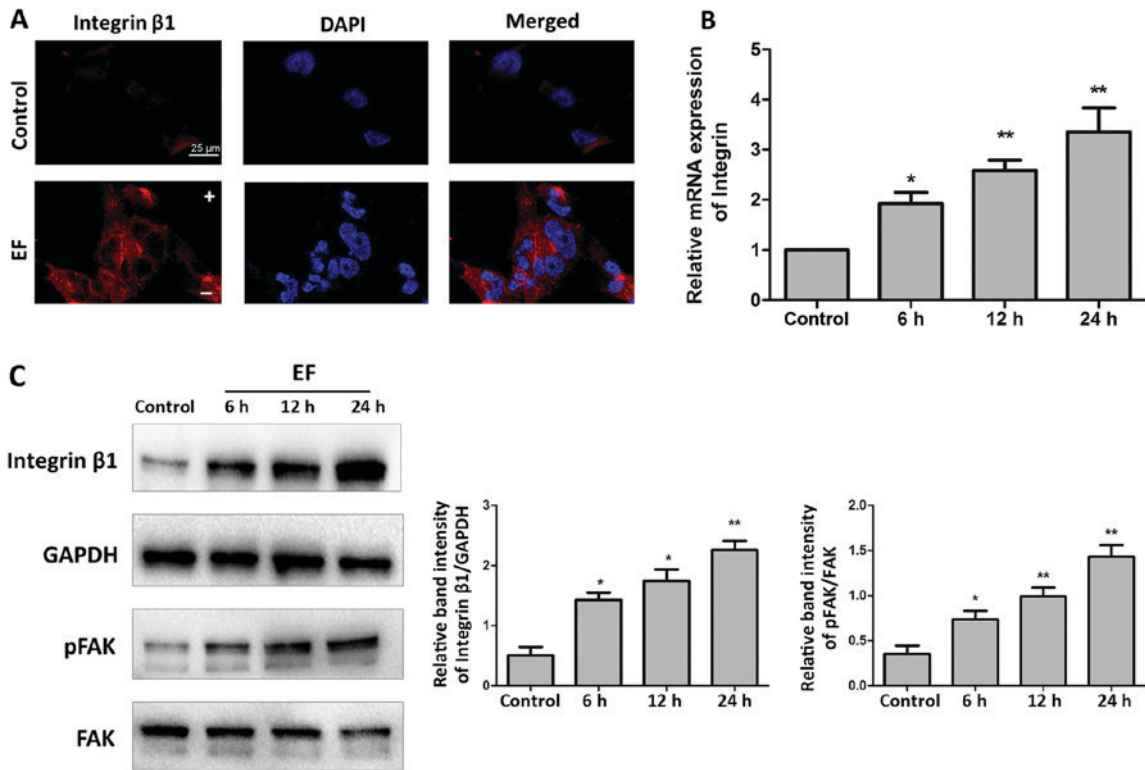 A
Integrin β1
DAPI
Merged
Control
25 μm
EF
+
–
B
Relative mRNA expression
of Integrin
5
4
3
2
1
0
*
**
**
Control
6 h
12 h
24 h
C
EF
Control
6 h
12 h
24 h
Integrin β1
GAPDH
pFAK
FAK
Relative band intensity
of Integrin β1/GAPDH
3
2
1
0
*
*
**
Control
6 h
12 h
24 h
Relative band intensity
of pFAK/FAK
2.0
1.5
1.0
0.5
0.0
*
**
**
Control
6 h
12 h
24 h